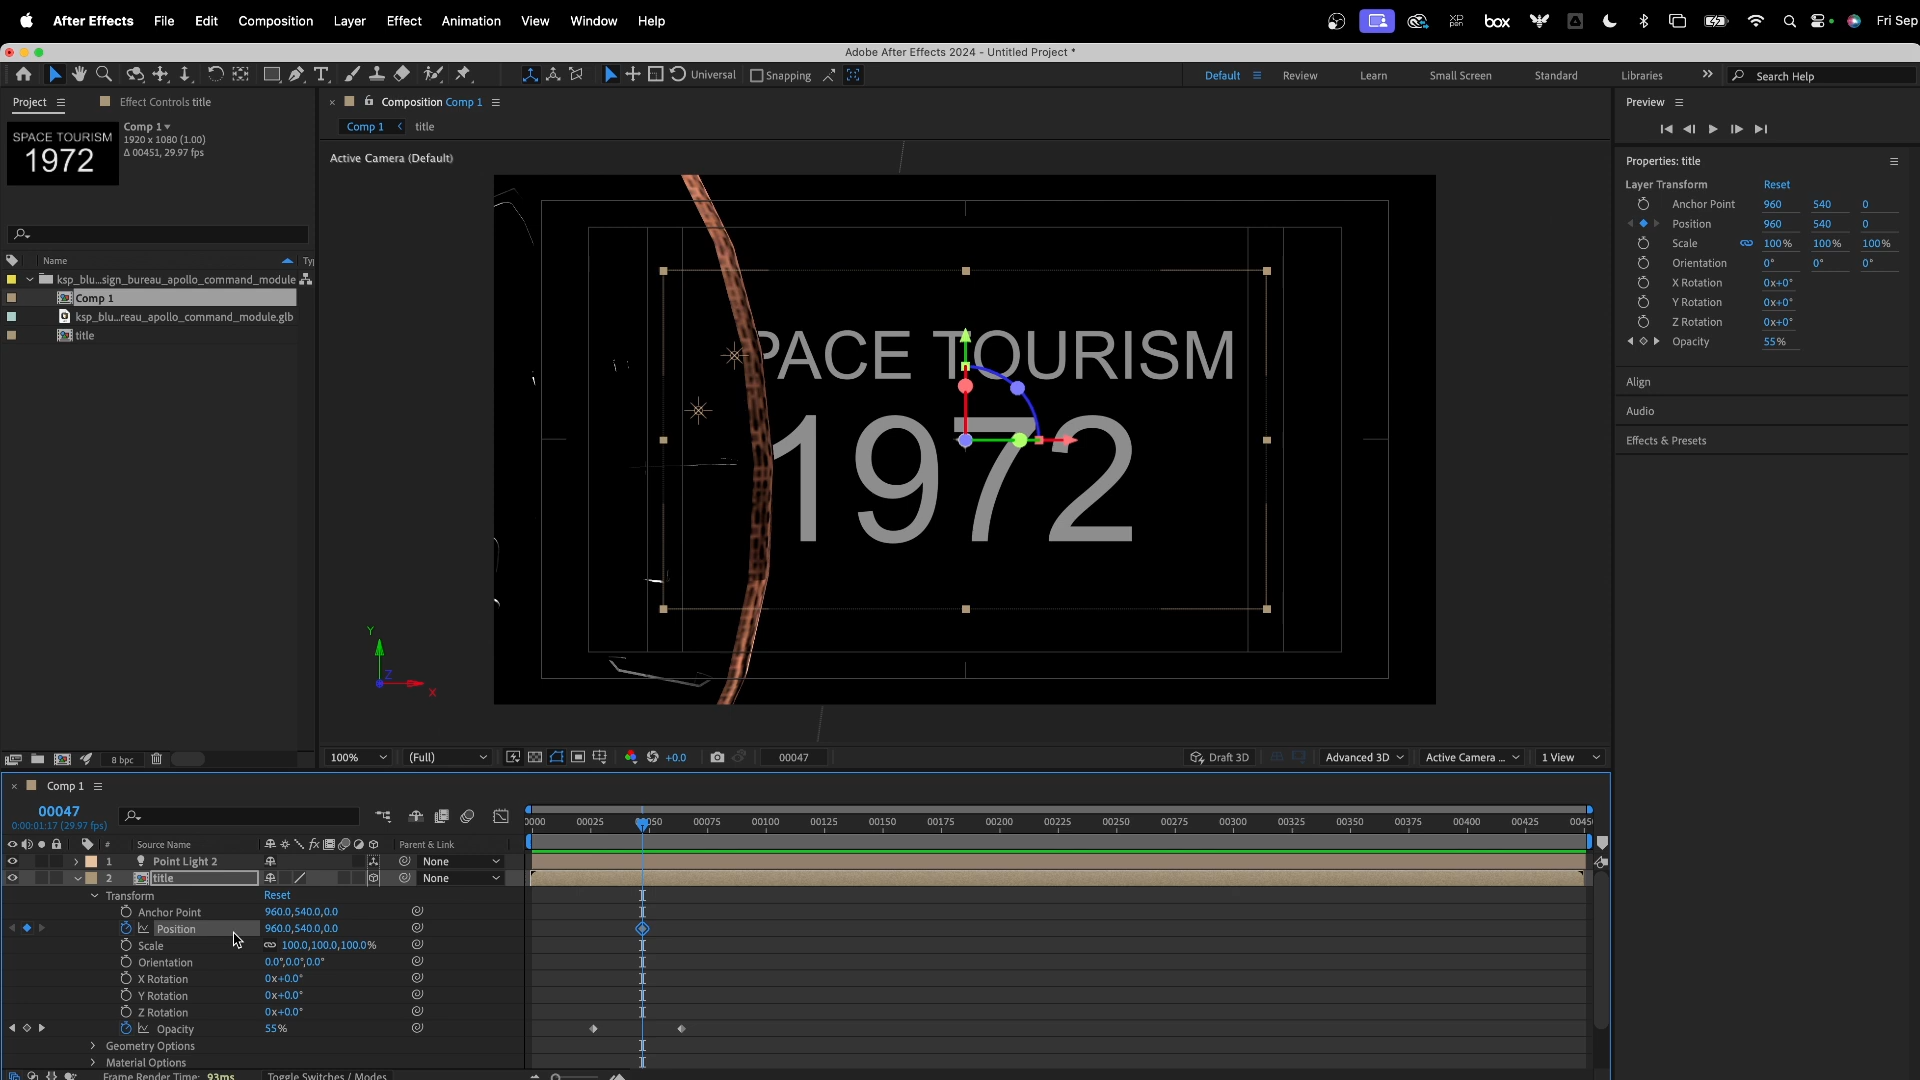 After Effects File Edit Composition Layer Effect Animation View Window Help box Fri Sep
Adobe After Effects 2024 - Untitled Project *
Universal Snapping Default Review Learn Small Screen Standard Libraries Search Help
Project Effect Controls title
Comp 1
1920 x 1080 (1.00)
Δ 00451, 29.97 fps)
SPACE TOURISM
1972
Name Ty
ksp_blu...sign_bureau_apollo_command_module
Comp 1
ksp_blu...reau_apollo_command_module.glb
title
8 bpc
Composition Comp 1
Comp 1 title
Active Camera (Default)
PACE TOURISM
1972
Y
Z
X
100% (Full) +0.0 00047 Draft 3D Advanced 3D Active Camera ... 1 View
Preview
Properties: title
Layer Transform Reset
Anchor Point 960 540 0
Position 960 540 0
Scale 100% 100% 100%
Orientation 0° 0° 0°
X Rotation 0x+0°
Y Rotation 0x+0°
Z Rotation 0x+0°
Opacity 55%
Align
Audio
Effects & Presets
Comp 1
00047
0:00:01:17 (29.97 fps)
0000 00025 00075 00100 00125 00150 00175 00200 00225 00250 00275 00300 00325 00350 00375 00400 00425 0045
# Source Name fx Parent & Link
1 Point Light 2 None
2 title None
Transform Reset
Anchor Point 960.0,540.0,0.0
Position 960.0,540.0,0.0
Scale 100.0,100.0,100.0%
Orientation 0.0°,0.0°,0.0°
X Rotation 0x+0.0°
Y Rotation 0x+0.0°
Z Rotation 0x+0.0°
Opacity 55%
Geometry Options
Material Options
Frame Render Time: 93ms Toggle Switches / Modes